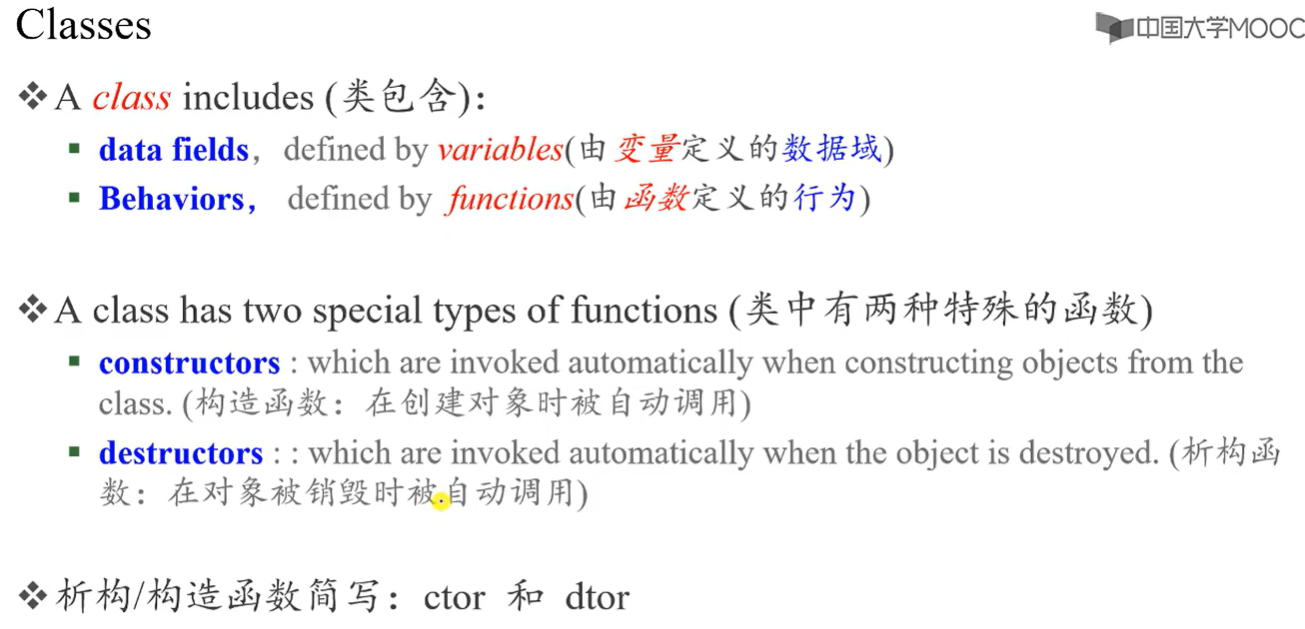 Classes
中国大学MOOC
❖ A class includes (类包含):
▪ data fields，defined by variables(由变量定义的数据域)
▪ Behaviors， defined by functions(由函数定义的行为)
❖ A class has two special types of functions (类中有两种特殊的函数)
▪ constructors : which are invoked automatically when constructing objects from the
class. (构造函数：在创建对象时被自动调用)
▪ destructors : : which are invoked automatically when the object is destroyed. (析构函
数：在对象被销毁时被自动调用)
❖ 析构/构造函数简写：ctor 和 dtor